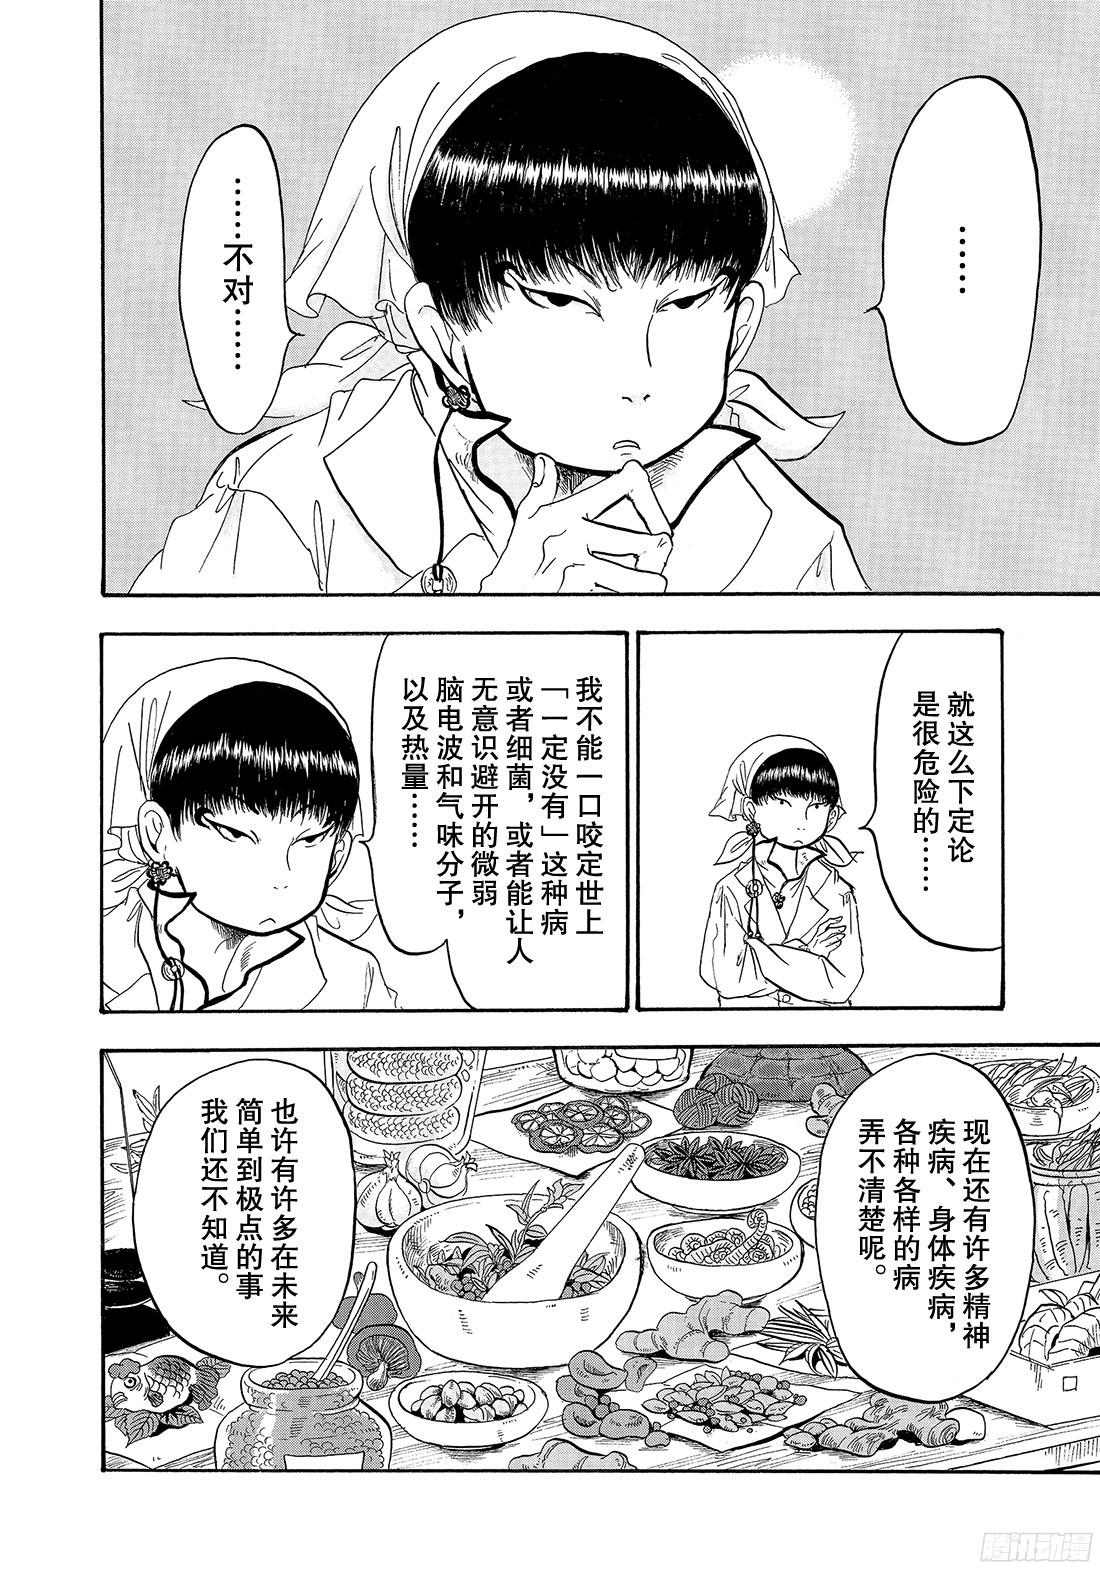 ……
……不对……
就这么下定论
是很危险的……
我不能一口咬定世上
「一定没有」这种病
或者细菌，或者能让人
无意识避开的微弱
脑电波和气味分子，
以及热量……
现在还有许多精神
疾病、身体疾病，
各种各样的病
弄不清楚呢。
也许有许多在未来
简单到极点的事
我们还不知道。
腾讯动漫